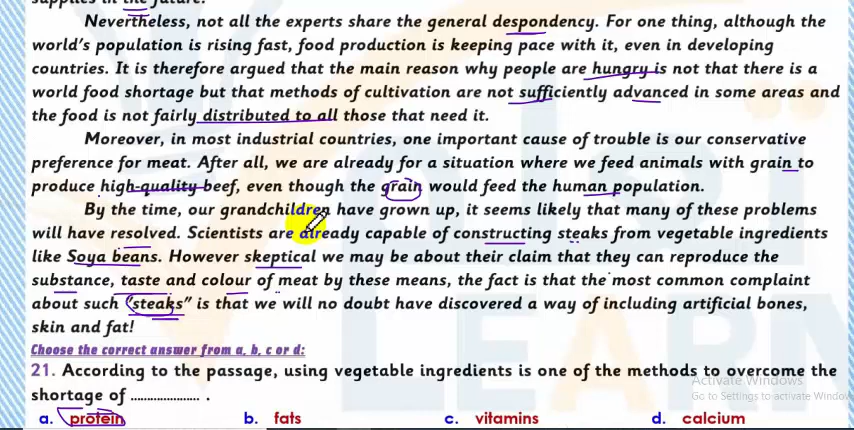 supplies in the future.
Nevertheless, not all the experts share the general despondency. For one thing, although the
world's population is rising fast, food production is keeping pace with it, even in developing
countries. It is therefore argued that the main reason why people are hungry is not that there is a
world food shortage but that methods of cultivation are not sufficiently advanced in some areas and
the food is not fairly distributed to all those that need it.
Moreover, in most industrial countries, one important cause of trouble is our conservative
preference for meat. After all, we are already for a situation where we feed animals with grain to
produce high-quality beef, even though the grain would feed the human population.
By the time, our grandchildren have grown up, it seems likely that many of these problems
will have resolved. Scientists are already capable of constructing steaks from vegetable ingredients
like Soya beans. However skeptical we may be about their claim that they can reproduce the
substance, taste and colour of meat by these means, the fact is that the most common complaint
about such "steaks" is that we will no doubt have discovered a way of including artificial bones,
skin and fat!
Choose the correct answer from a, b, c or d:
21. According to the passage, using vegetable ingredients is one of the methods to overcome the
shortage of ..................... .
a. protein b. fats c. vitamins d. calcium
Activate Windows
Go to Settings to activate Window
LEARN